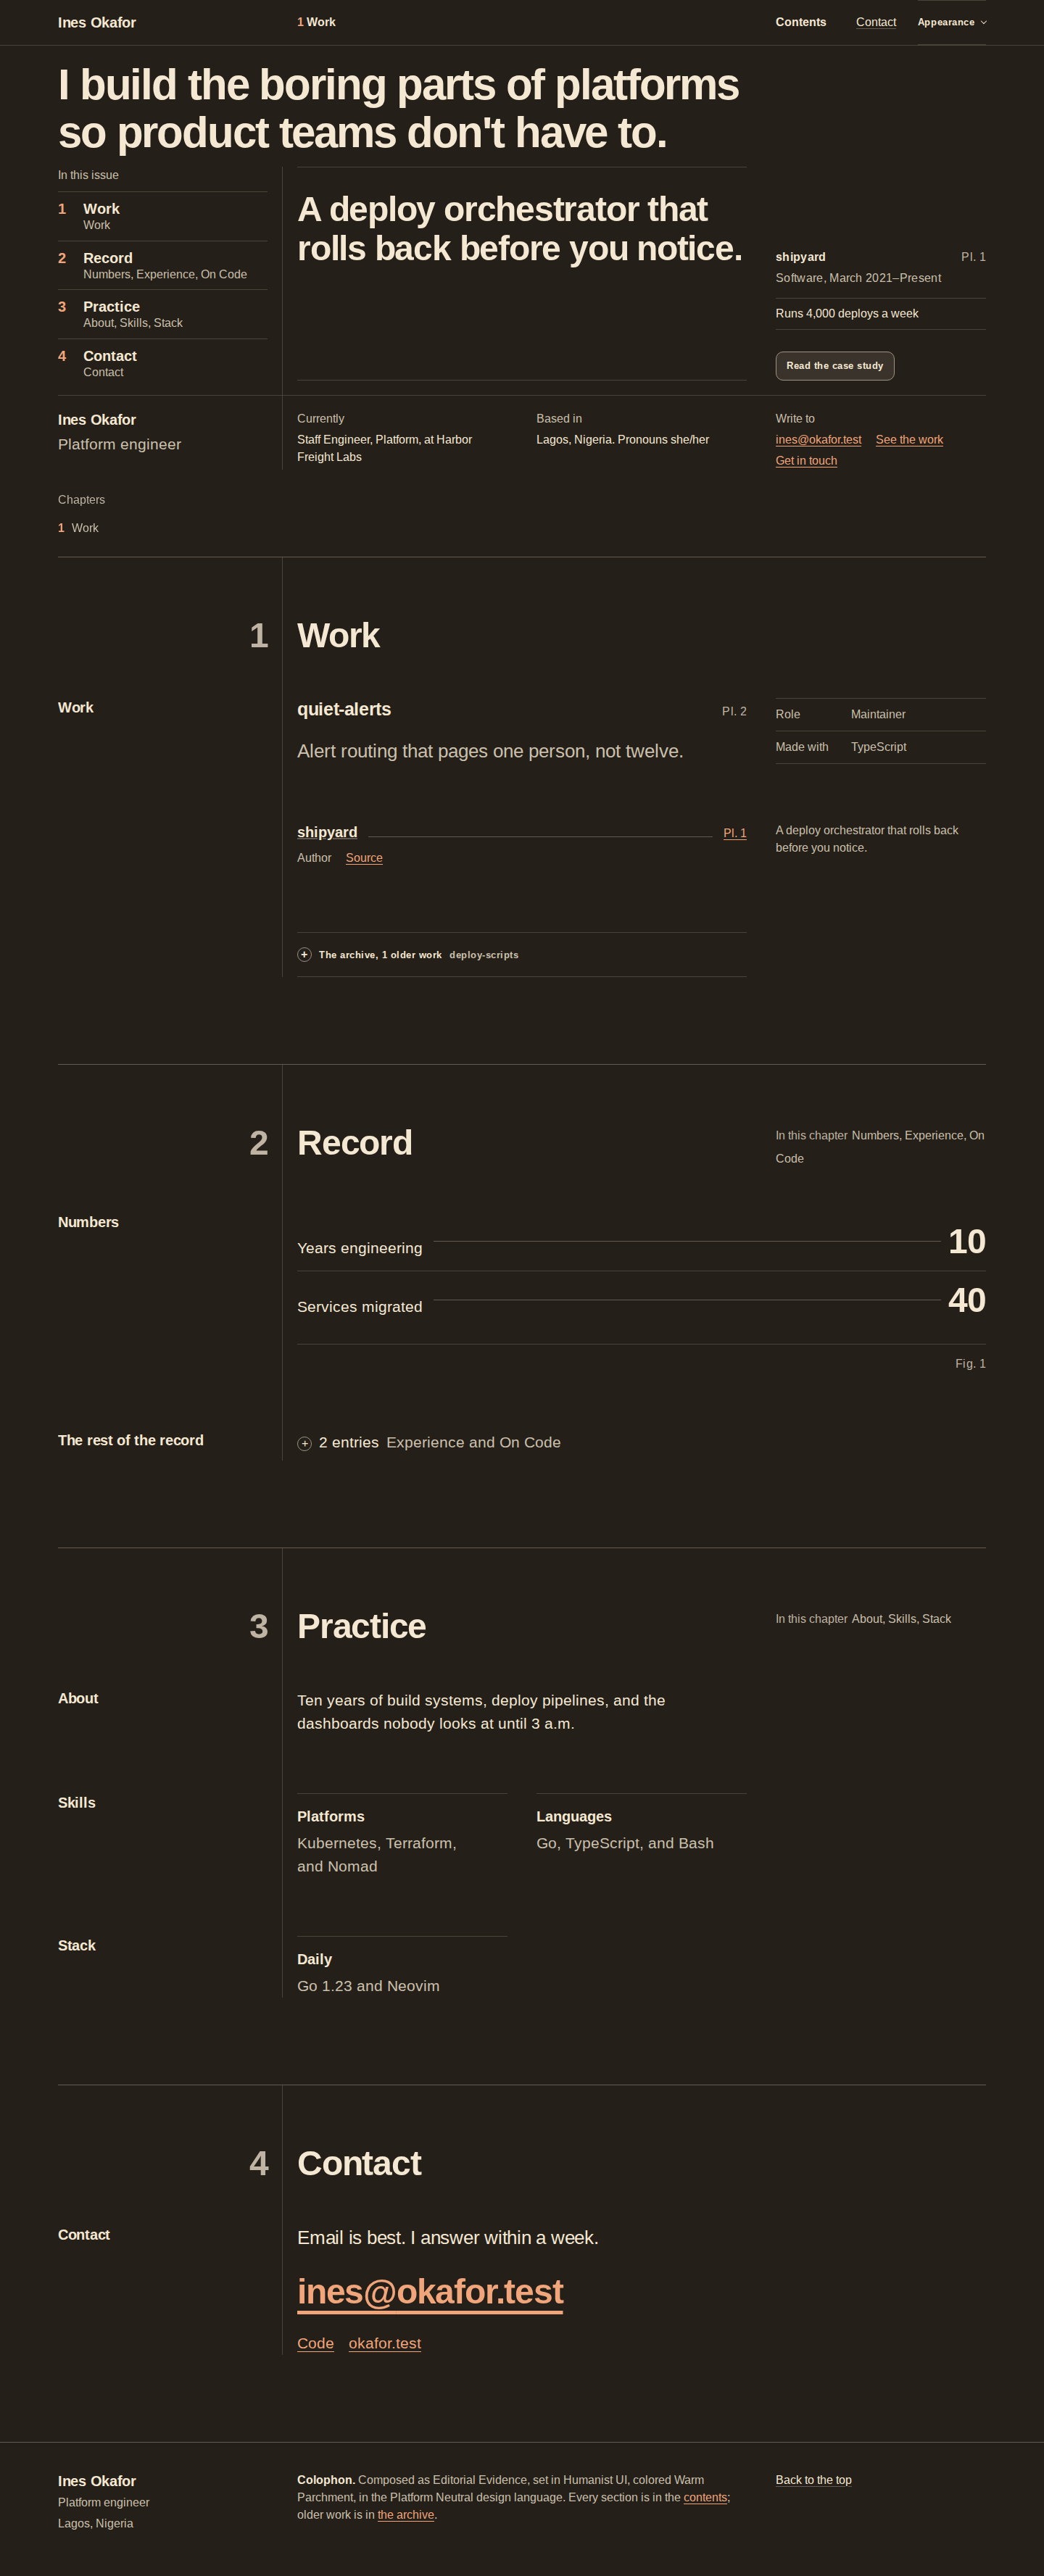 Ines Okafor
1 Work
Contents
Contact
Appearance
I build the boring parts of platforms
so product teams don't have to.
In this issue
1 Work
Work
2 Record
Numbers, Experience, On Code
3 Practice
About, Skills, Stack
4 Contact
Contact
A deploy orchestrator that
rolls back before you notice.
shipyard Pl. 1
Software, March 2021–Present
Runs 4,000 deploys a week
Read the case study
Ines Okafor
Platform engineer
Currently
Staff Engineer, Platform, at Harbor
Freight Labs
Based in
Lagos, Nigeria. Pronouns she/her
Write to
ines@okafor.test See the work
Get in touch
Chapters
1 Work
1 Work
Work
quiet-alerts Pl. 2
Alert routing that pages one person, not twelve.
Role Maintainer
Made with TypeScript
shipyard Pl. 1
Author Source
A deploy orchestrator that rolls back
before you notice.
+ The archive, 1 older work deploy-scripts
2 Record
In this chapter Numbers, Experience, On
Code
Numbers
Years engineering 10
Services migrated 40
Fig. 1
The rest of the record
+ 2 entries Experience and On Code
3 Practice
In this chapter About, Skills, Stack
About
Ten years of build systems, deploy pipelines, and the
dashboards nobody looks at until 3 a.m.
Skills
Platforms
Kubernetes, Terraform,
and Nomad
Languages
Go, TypeScript, and Bash
Stack
Daily
Go 1.23 and Neovim
4 Contact
Contact
Email is best. I answer within a week.
ines@okafor.test
Code okafor.test
Ines Okafor
Platform engineer
Lagos, Nigeria
Colophon. Composed as Editorial Evidence, set in Humanist UI, colored Warm
Parchment, in the Platform Neutral design language. Every section is in the contents;
older work is in the archive.
Back to the top